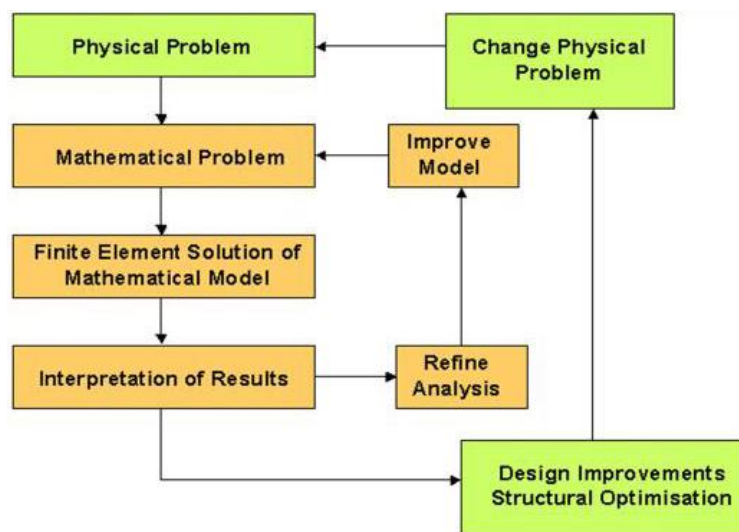 Physical Problem
Change Physical
Problem
Mathematical Problem
Improve
Model
Finite Element Solution of
Mathematical Model
Interpretation of Results
Refine
Analysis
Design Improvements
Structural Optimisation